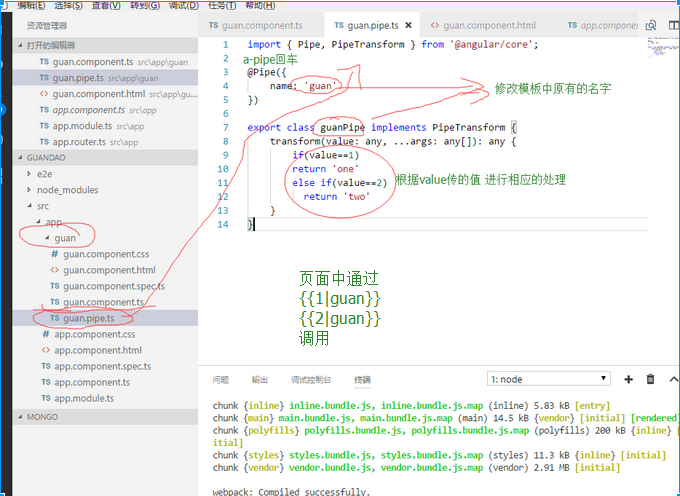 编辑(E) 选择(S) 查看(V) 转到(G) 调试(D) 任务(T) 帮助(H)
资源管理器
打开的编辑器
TS guan.component.ts src\app\guan
TS guan.pipe.ts src\app\guan
guan.component.html src\app\gu...
TS app.component.ts src\app
TS app.module.ts src\app
TS app.router.ts src\app
GUANDAO
e2e
node_modules
src
app
guan
# guan.component.css
guan.component.html
TS guan.component.spec.ts
TS guan.component.ts
TS guan.pipe.ts
# app.component.css
app.component.html
TS app.component.spec.ts
TS app.component.ts
TS app.module.ts
MONGO
TS guan.component.ts
TS guan.pipe.ts ×
guan.component.html
TS app.component.ts
1 import { Pipe, PipeTransform } from '@angular/core';
2 a-pipe回车
3 @Pipe({
4 name: 'guan'
5 })
修改模板中原有的名字
6
7 export class guanPipe implements PipeTransform {
8 transform(value: any, ...args: any[]): any {
9 if(value==1)
10 return 'one'
11 else if(value==2)
12 return 'two'
根据value传的值 进行相应的处理
13 }
14 }
页面中通过
{{1|guan}}
{{2|guan}}
调用
问题 输出 调试控制台 终端
1: node
chunk {inline} inline.bundle.js, inline.bundle.js.map (inline) 5.83 kB [entry]
chunk {main} main.bundle.js, main.bundle.js.map (main) 14.5 kB {vendor} [initial] [rendered]
chunk {polyfills} polyfills.bundle.js, polyfills.bundle.js.map (polyfills) 200 kB {inline} [
itial]
chunk {styles} styles.bundle.js, styles.bundle.js.map (styles) 11.3 kB {inline} [initial]
chunk {vendor} vendor.bundle.js, vendor.bundle.js.map (vendor) 2.91 MB [initial]
webpack: Compiled successfully.